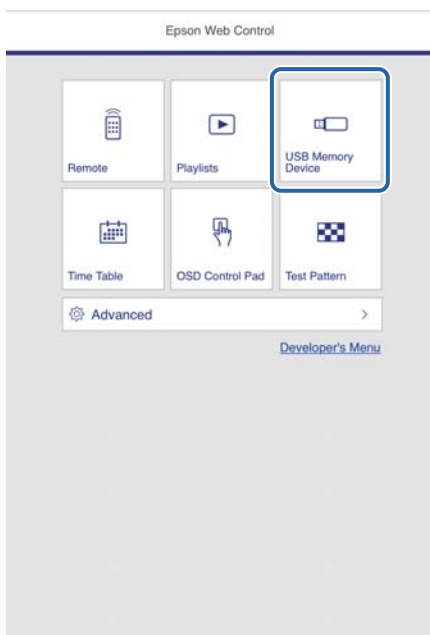 Epson Web Control
Remote
Playlists
USB Memory
Device
Time Table
OSD Control Pad
Test Pattern
Advanced
Developer's Menu